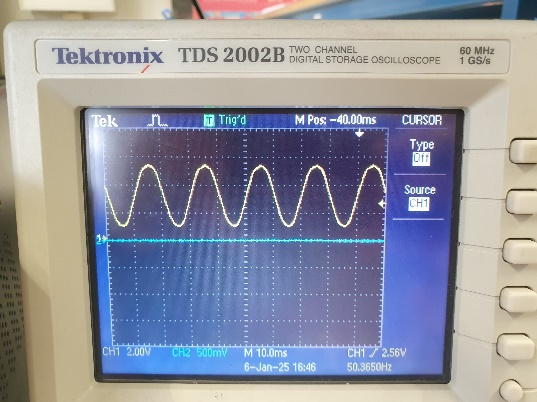 Tektronix TDS 2002B TWO CHANNEL DIGITAL STORAGE OSCILLOSCOPE 60 MHz 1 GS/s
Tek T Trig'd M Pos: -40.00ms CURSOR
Type
Off
Source
CH1
CH1 2.00V CH2 500mV M 10.0ms CH1 2.56V
6-Jan-25 16:46 50.3650Hz